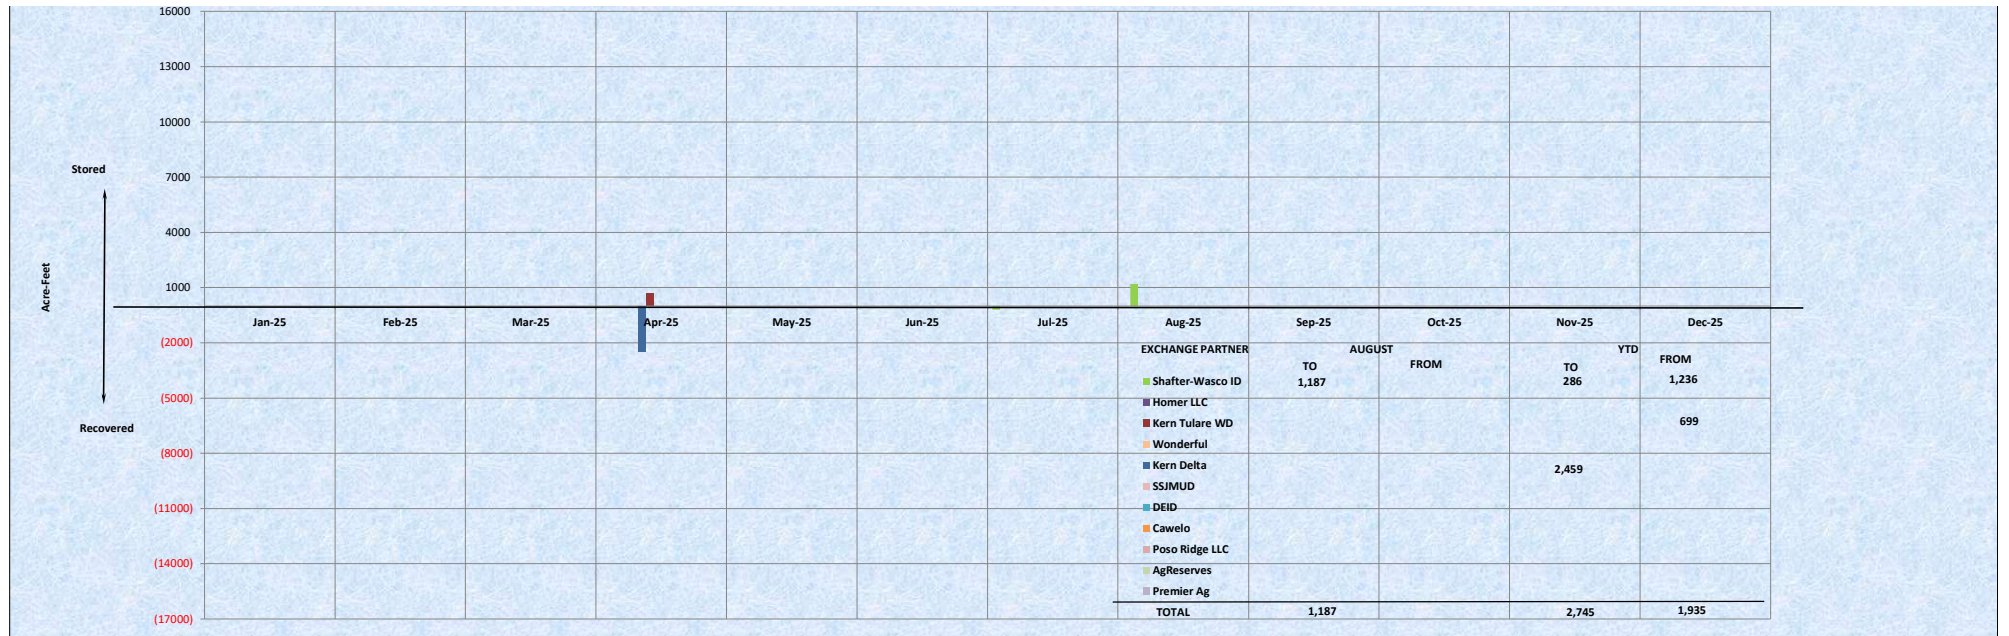 16000
13000
10000
7000
4000
1000
(2000)
(5000)
(8000)
(11000)
(14000)
(17000)
Stored
Acre-Feet
Recovered
Jan-25 Feb-25 Mar-25 Apr-25 May-25 Jun-25 Jul-25 Aug-25 Sep-25 Oct-25 Nov-25 Dec-25
EXCHANGE PARTNER AUGUST YTD
TO FROM TO FROM
Shafter-Wasco ID 1,187 286 1,236
Homer LLC
Kern Tulare WD 699
Wonderful
Kern Delta 2,459
SSJMUD
DEID
Cawelo
Poso Ridge LLC
AgReserves
Premier Ag
TOTAL 1,187 2,745 1,935